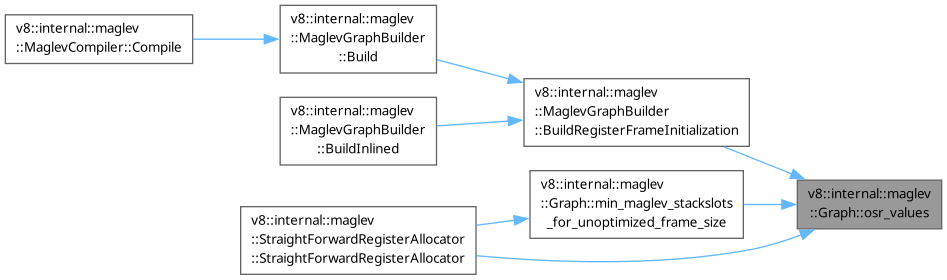 v8::internal::maglev
::MaglevCompiler::Compile
v8::internal::maglev
::MaglevGraphBuilder
::Build
v8::internal::maglev
::MaglevGraphBuilder
::BuildInlined
v8::internal::maglev
::MaglevGraphBuilder
::BuildRegisterFrameInitialization
v8::internal::maglev
::Graph::min_maglev_stackslots
_for_unoptimized_frame_size
v8::internal::maglev
::StraightForwardRegisterAllocator
::StraightForwardRegisterAllocator
v8::internal::maglev
::Graph::osr_values